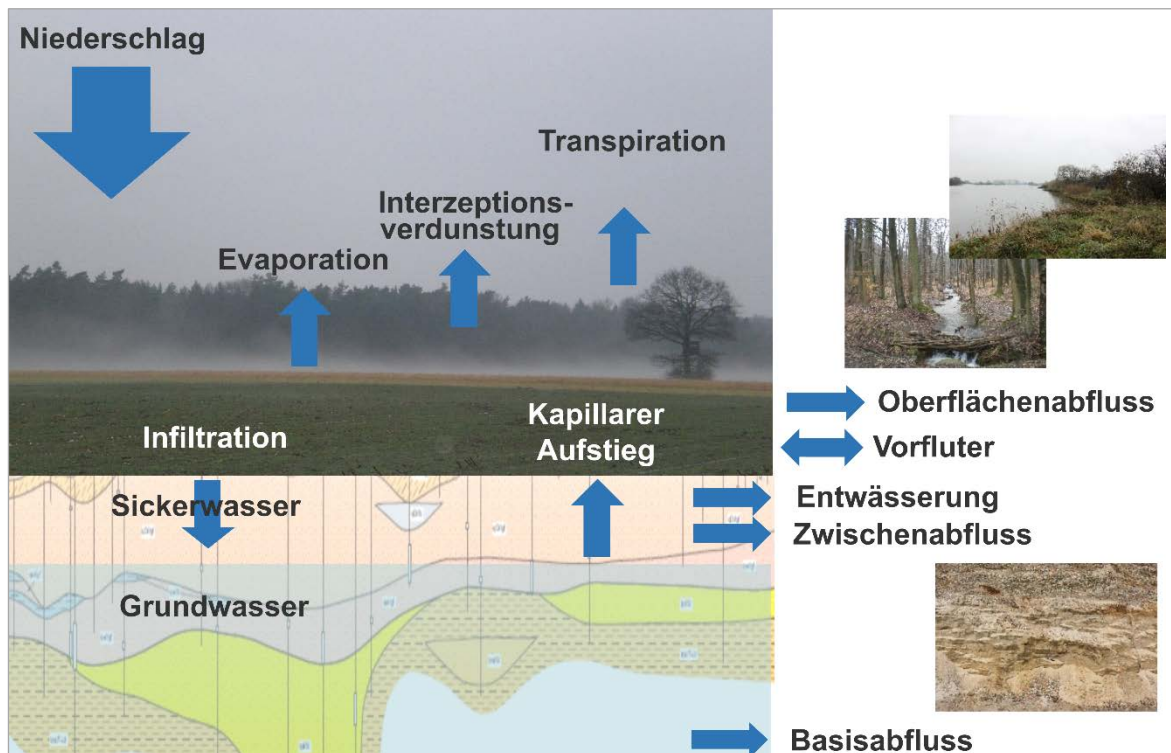 Niederschlag
Transpiration
Interzeptions-
verdunstung
Evaporation
Infiltration
Kapillarer
Aufstieg
Oberflächenabfluss
Vorfluter
Sickerwasser
Entwässerung
Zwischenabfluss
Grundwasser
Basisabfluss